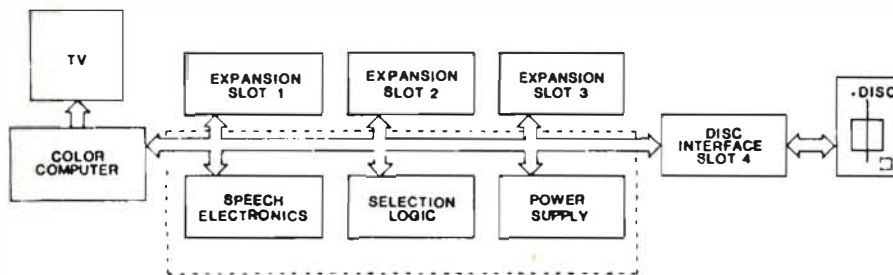 TV
EXPANSION
SLOT 1
EXPANSION
SLOT 2
EXPANSION
SLOT 3
DISC
COLOR
COMPUTER
DISC
INTERFACE
SLOT 4
SPEECH
ELECTRONICS
SELECTION
LOGIC
POWER
SUPPLY